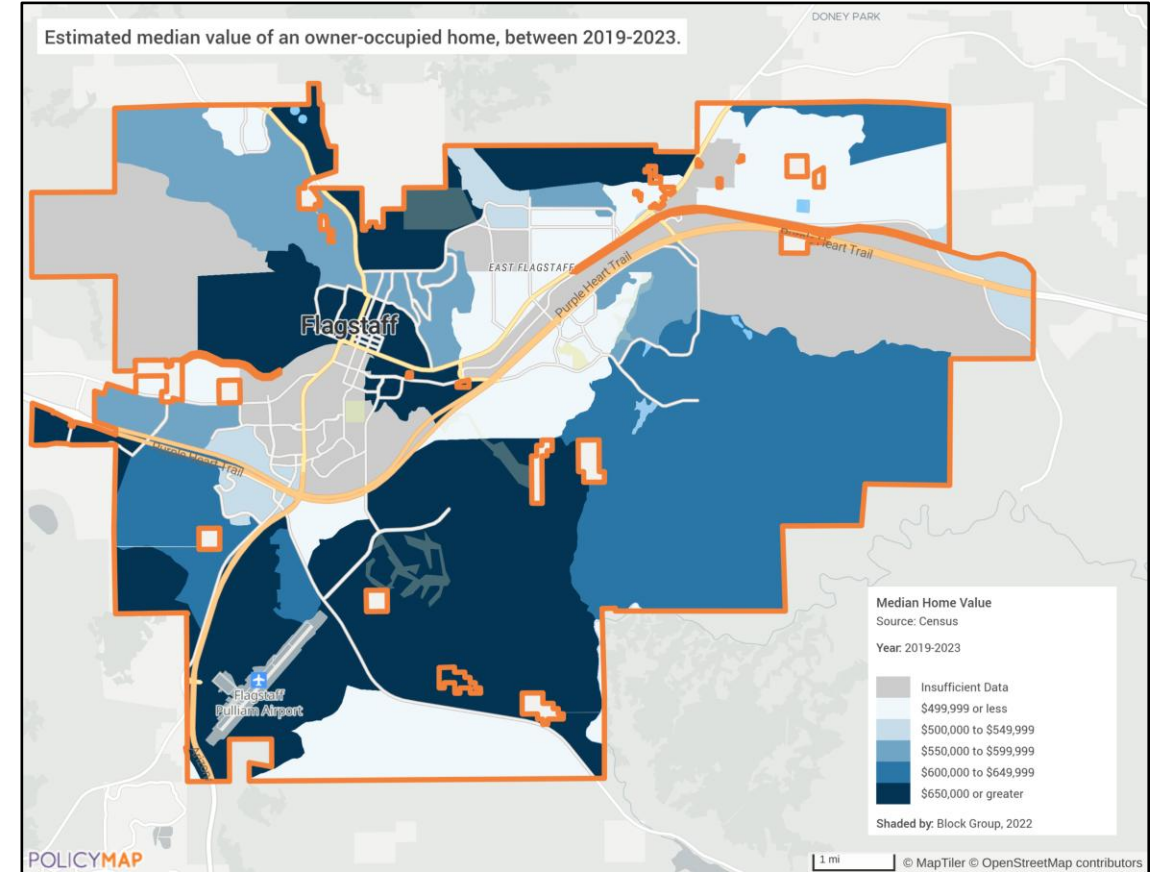 DONEY PARK
Estimated median value of an owner-occupied home, between 2019-2023.
Purple Heart Trail
EAST FLAGSTAFF
Purple Heart Trail
Flagstaff
Purple Heart Trail
Flagstaff
Pulliam Airport
Median Home Value
Source: Census
Year: 2019-2023
Insufficient Data
$499,999 or less
$500,000 to $549,999
$550,000 to $599,999
$600,000 to $649,999
$650,000 or greater
Shaded by: Block Group, 2022
POLICYMAP
1 mi
© MapTiler © OpenStreetMap contributors